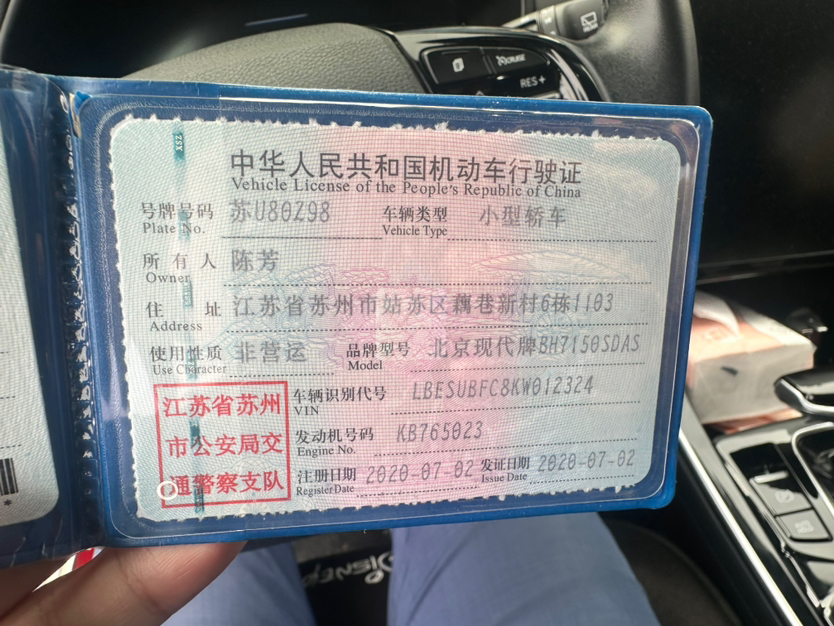 RES+
XSZ
中华人民共和国机动车行驶证
Vehicle License of the People's Republic of China
号牌号码 苏U80Z98 车辆类型 小型轿车
Plate No. Vehicle Type
所有人 陈芳
Owner
住址 江苏省苏州市姑苏区藕巷新村6栋1103
Address
使用性质 非营运 品牌型号 北京现代牌BH7150SDAS
Use Character Model
江苏省苏州
市公安局交
通警察支队
车辆识别代号 LBESUBFC8KW012324
VIN
发动机号码 KB765023
Engine No.
注册日期 2020-07-02 发证日期 2020-07-02
Register Date Issue Date
Disney